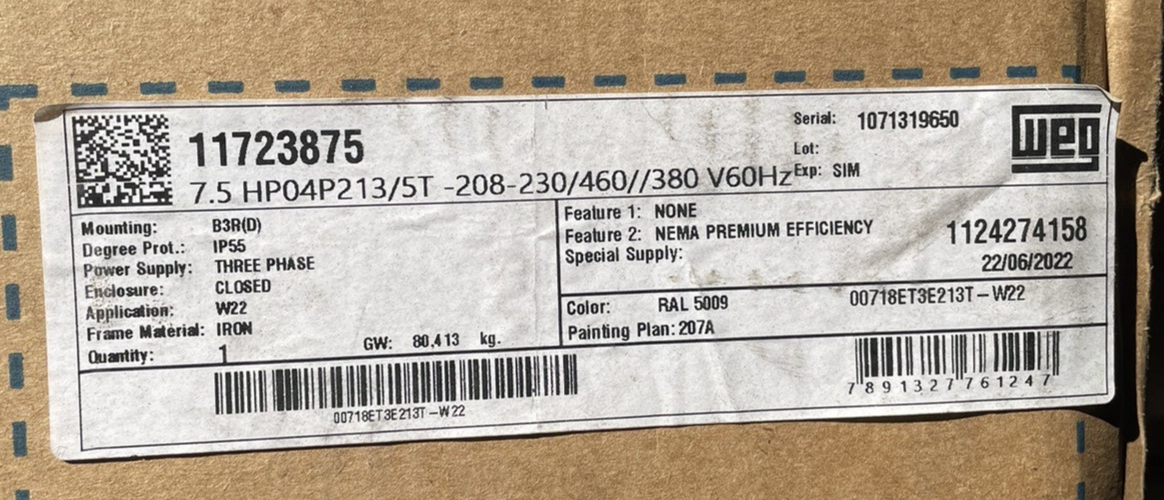 11723875
7.5 HP04P213/5T -208-230/460//380 V60Hz
Serial: 1071319650
Lot:
Exp: SIM
weg
Mounting: B3R(D)
Degree Prot.: IP55
Power Supply: THREE PHASE
Enclosure: CLOSED
Application: W22
Frame Material: IRON
Quantity: 1
GW: 80,413 kg.
Feature 1: NONE
Feature 2: NEMA PREMIUM EFFICIENCY
Special Supply:
1124274158
22/06/2022
Color: RAL 5009
00718ET3E213T-W22
Painting Plan: 207A
00718ET3E213T-W22
7891327761247